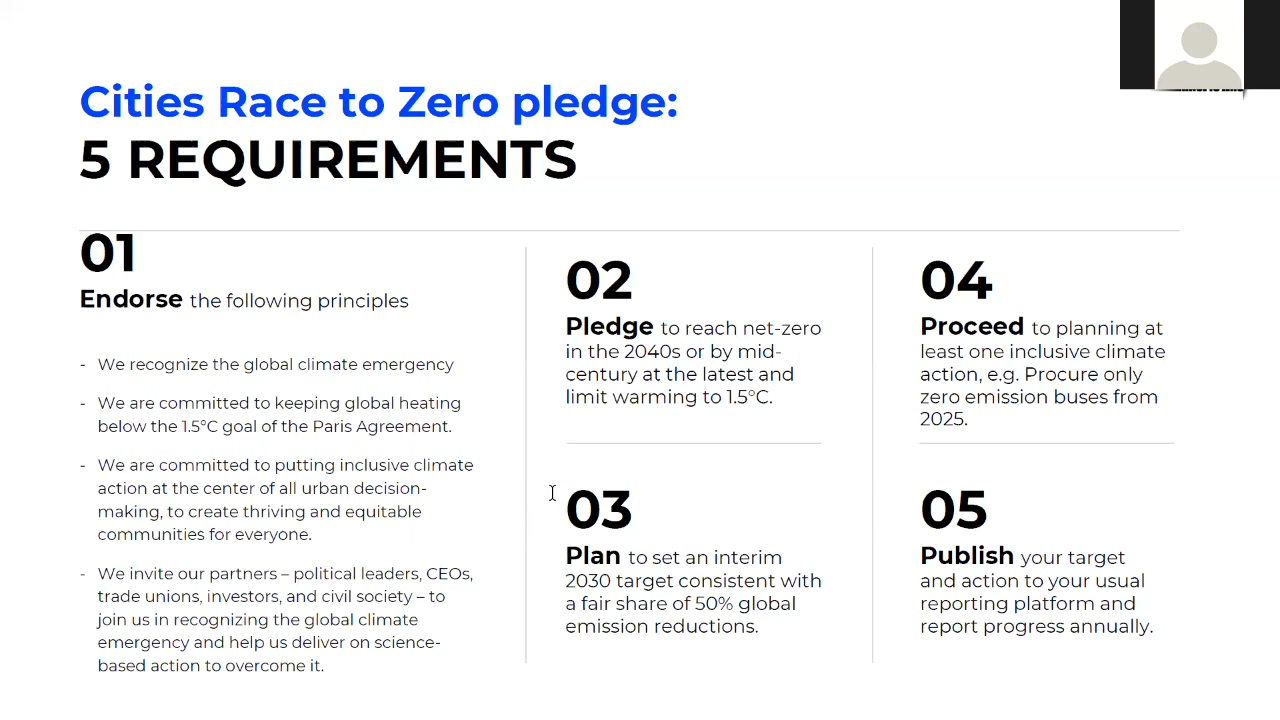 Cities Race to Zero pledge:
5 REQUIREMENTS
01
Endorse the following principles
- We recognize the global climate emergency
- We are committed to keeping global heating
below the 1.5°C goal of the Paris Agreement.
- We are committed to putting inclusive climate
action at the center of all urban decision-
making, to create thriving and equitable
communities for everyone.
- We invite our partners – political leaders, CEOs,
trade unions, investors, and civil society – to
join us in recognizing the global climate
emergency and help us deliver on science-
based action to overcome it.
02
Pledge to reach net-zero
in the 2040s or by mid-
century at the latest and
limit warming to 1.5°C.
03
Plan to set an interim
2030 target consistent with
a fair share of 50% global
emission reductions.
04
Proceed to planning at
least one inclusive climate
action, e.g. Procure only
zero emission buses from
2025.
05
Publish your target
and action to your usual
reporting platform and
report progress annually.